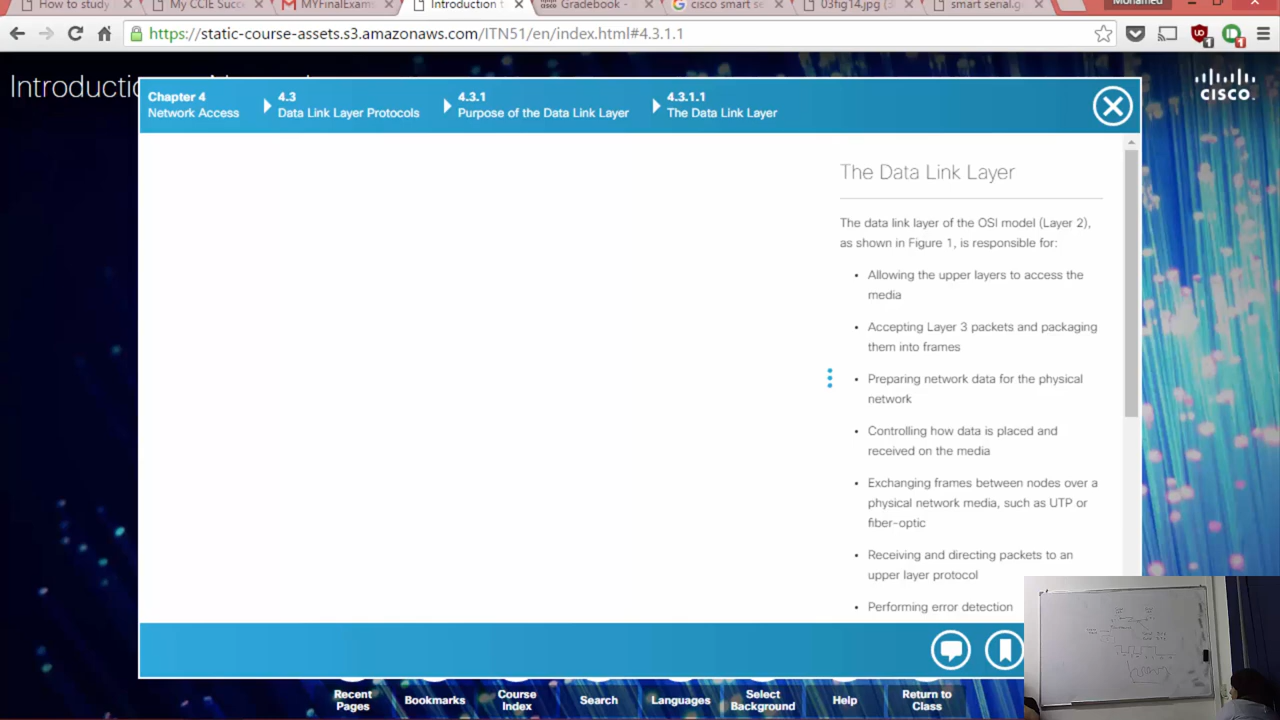 How to study
My CCIE Succ
MYFinalExam
Introduction t
Gradebook -
cisco smart se
03fig14.jpg (3
smart serial.g
Mohamed
https://static-course-assets.s3.amazonaws.com/ITN51/en/index.html#4.3.1.1
1
1
Introductio
CISCO
Chapter 4
Network Access
4.3
Data Link Layer Protocols
4.3.1
Purpose of the Data Link Layer
4.3.1.1
The Data Link Layer
The Data Link Layer
The data link layer of the OSI model (Layer 2),
as shown in Figure 1, is responsible for:
• Allowing the upper layers to access the
media
• Accepting Layer 3 packets and packaging
them into frames
• Preparing network data for the physical
network
• Controlling how data is placed and
received on the media
• Exchanging frames between nodes over a
physical network media, such as UTP or
fiber-optic
• Receiving and directing packets to an
upper layer protocol
• Performing error detection
Recent
Pages
Bookmarks
Course
Index
Search
Languages
Select
Background
Help
Return to
Class